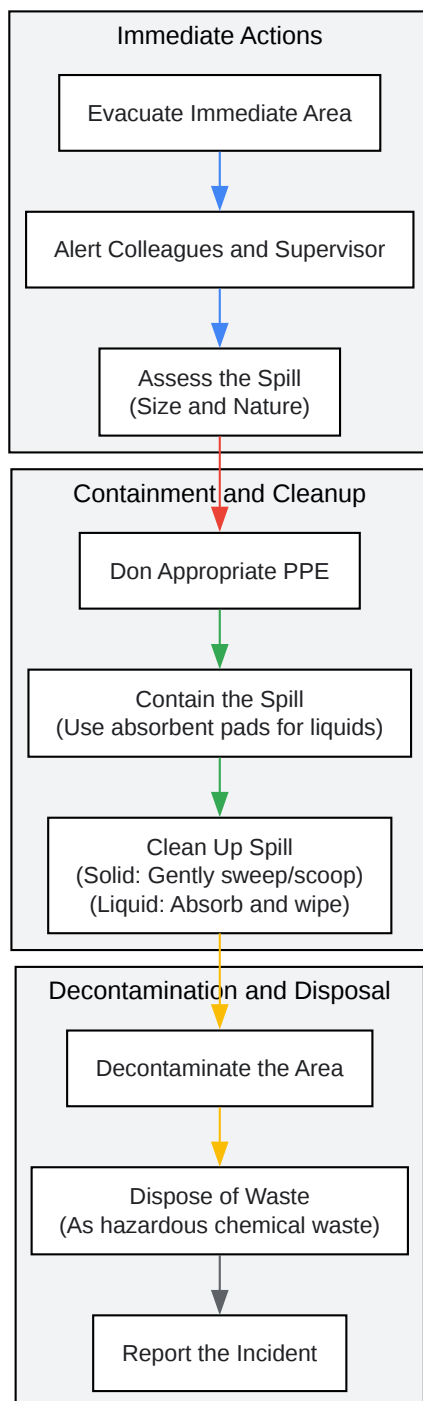 Immediate Actions
Evacuate Immediate Area
Alert Colleagues and Supervisor
Assess the Spill
(Size and Nature)
Containment and Cleanup
Don Appropriate PPE
Contain the Spill
(Use absorbent pads for liquids)
Clean Up Spill
(Solid: Gently sweep/scoop)
(Liquid: Absorb and wipe)
Decontamination and Disposal
Decontaminate the Area
Dispose of Waste
(As hazardous chemical waste)
Report the Incident